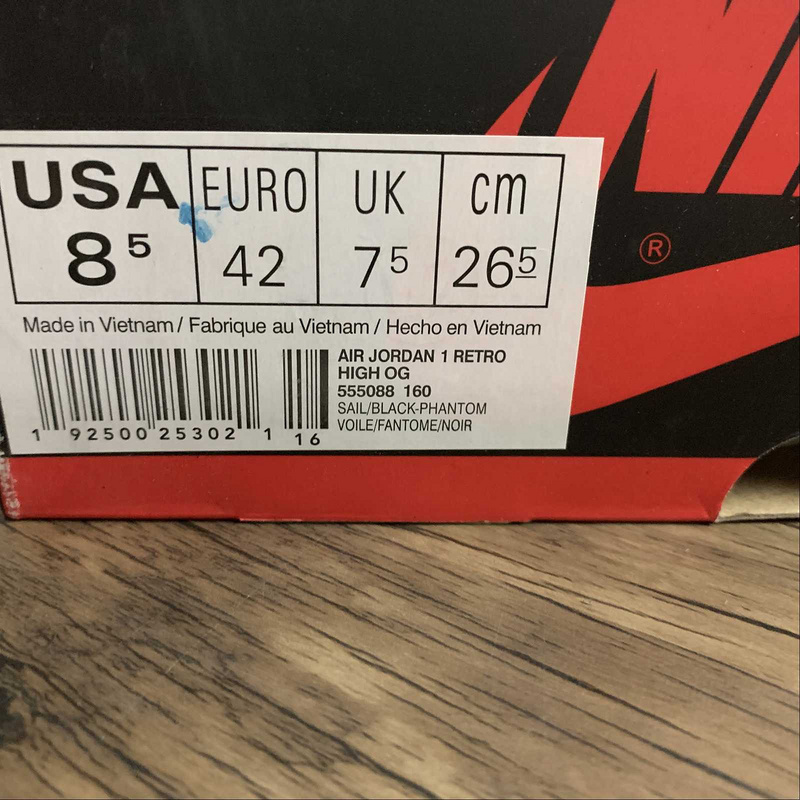 USA EURO UK cm
8⁵ 42 7⁵ 26⁵
Made in Vietnam / Fabrique au Vietnam / Hecho en Vietnam
AIR JORDAN 1 RETRO
HIGH OG
555088 160
SAIL/BLACK-PHANTOM
VOILE/FANTOME/NOIR
1 92500 25302 1 16
®